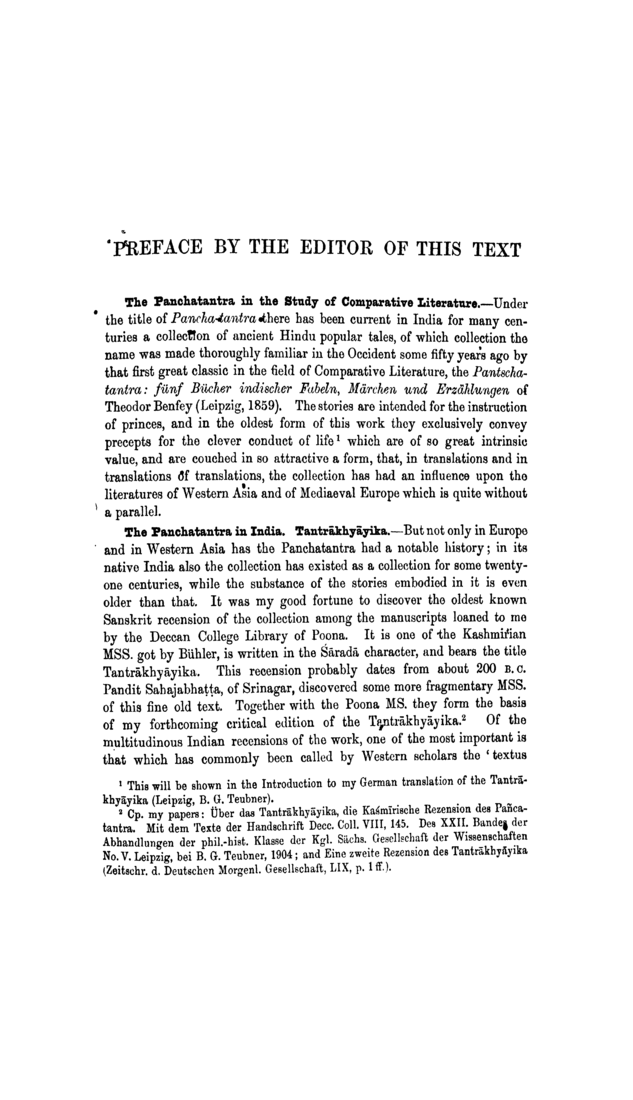 PREFACE BY THE EDITOR OF THIS TEXT
The Panchatantra in the Study of Comparative Literature.—Under
the title of Pancha-tantra there has been current in India for many cen-
turies a collection of ancient Hindu popular tales, of which collection the
name was made thoroughly familiar in the Occident some fifty years ago by
that first great classic in the field of Comparative Literature, the Pantscha-
tantra: fünf Bücher indischer Fabeln, Märchen und Erzählungen of
Theodor Benfey (Leipzig, 1859). The stories are intended for the instruction
of princes, and in the oldest form of this work they exclusively convey
precepts for the clever conduct of life¹ which are of so great intrinsic
value, and are couched in so attractive a form, that, in translations and in
translations of translations, the collection has had an influence upon the
literatures of Western Asia and of Mediaeval Europe which is quite without
a parallel.
The Panchatantra in India. Tantrākhyāyika.—But not only in Europe
and in Western Asia has the Panchatantra had a notable history; in its
native India also the collection has existed as a collection for some twenty-
one centuries, while the substance of the stories embodied in it is even
older than that. It was my good fortune to discover the oldest known
Sanskrit recension of the collection among the manuscripts loaned to me
by the Deccan College Library of Poona. It is one of the Kashmirian
MSS. got by Bühler, is written in the Śāradā character, and bears the title
Tantrākhyāyika. This recension probably dates from about 200 B.C.
Pandit Sahajabhaṭṭa, of Srinagar, discovered some more fragmentary MSS.
of this fine old text. Together with the Poona MS. they form the basis
of my forthcoming critical edition of the Tantrākhyāyika.² Of the
multitudinous Indian recensions of the work, one of the most important is
that which has commonly been called by Western scholars the ‘textus
¹ This will be shown in the Introduction to my German translation of the Tantrā-
khyāyika (Leipzig, B. G. Teubner).
² Cp. my papers: Über das Tantrākhyāyika, die Kaśmīrische Rezension des Pañca-
tantra. Mit dem Texte der Handschrift Decc. Coll. VIII, 145. Des XXII. Bandes der
Abhandlungen der phil.-hist. Klasse der Kgl. Sächs. Gesellschaft der Wissenschaften
No. V. Leipzig, bei B. G. Teubner, 1904; and Eine zweite Rezension des Tantrākhyāyika
(Zeitschr. d. Deutschen Morgenl. Gesellschaft, LIX, p. 1 ff.).